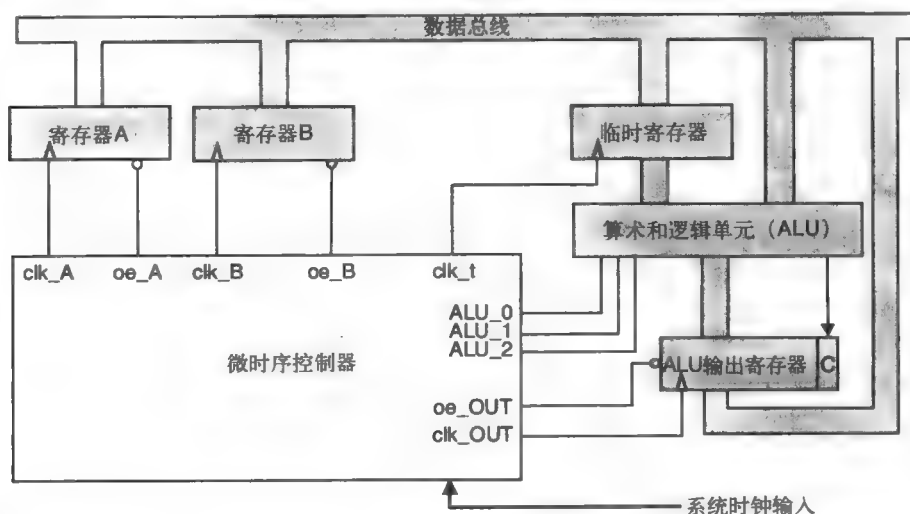 数据总线
寄存器A
寄存器B
临时寄存器
算术和逻辑单元（ALU）
clk_A
oe_A
clk_B
oe_B
clk_t
ALU_0
ALU_1
ALU_2
微时序控制器
ALU输出寄存器
C
oe_OUT
clk_OUT
系统时钟输入